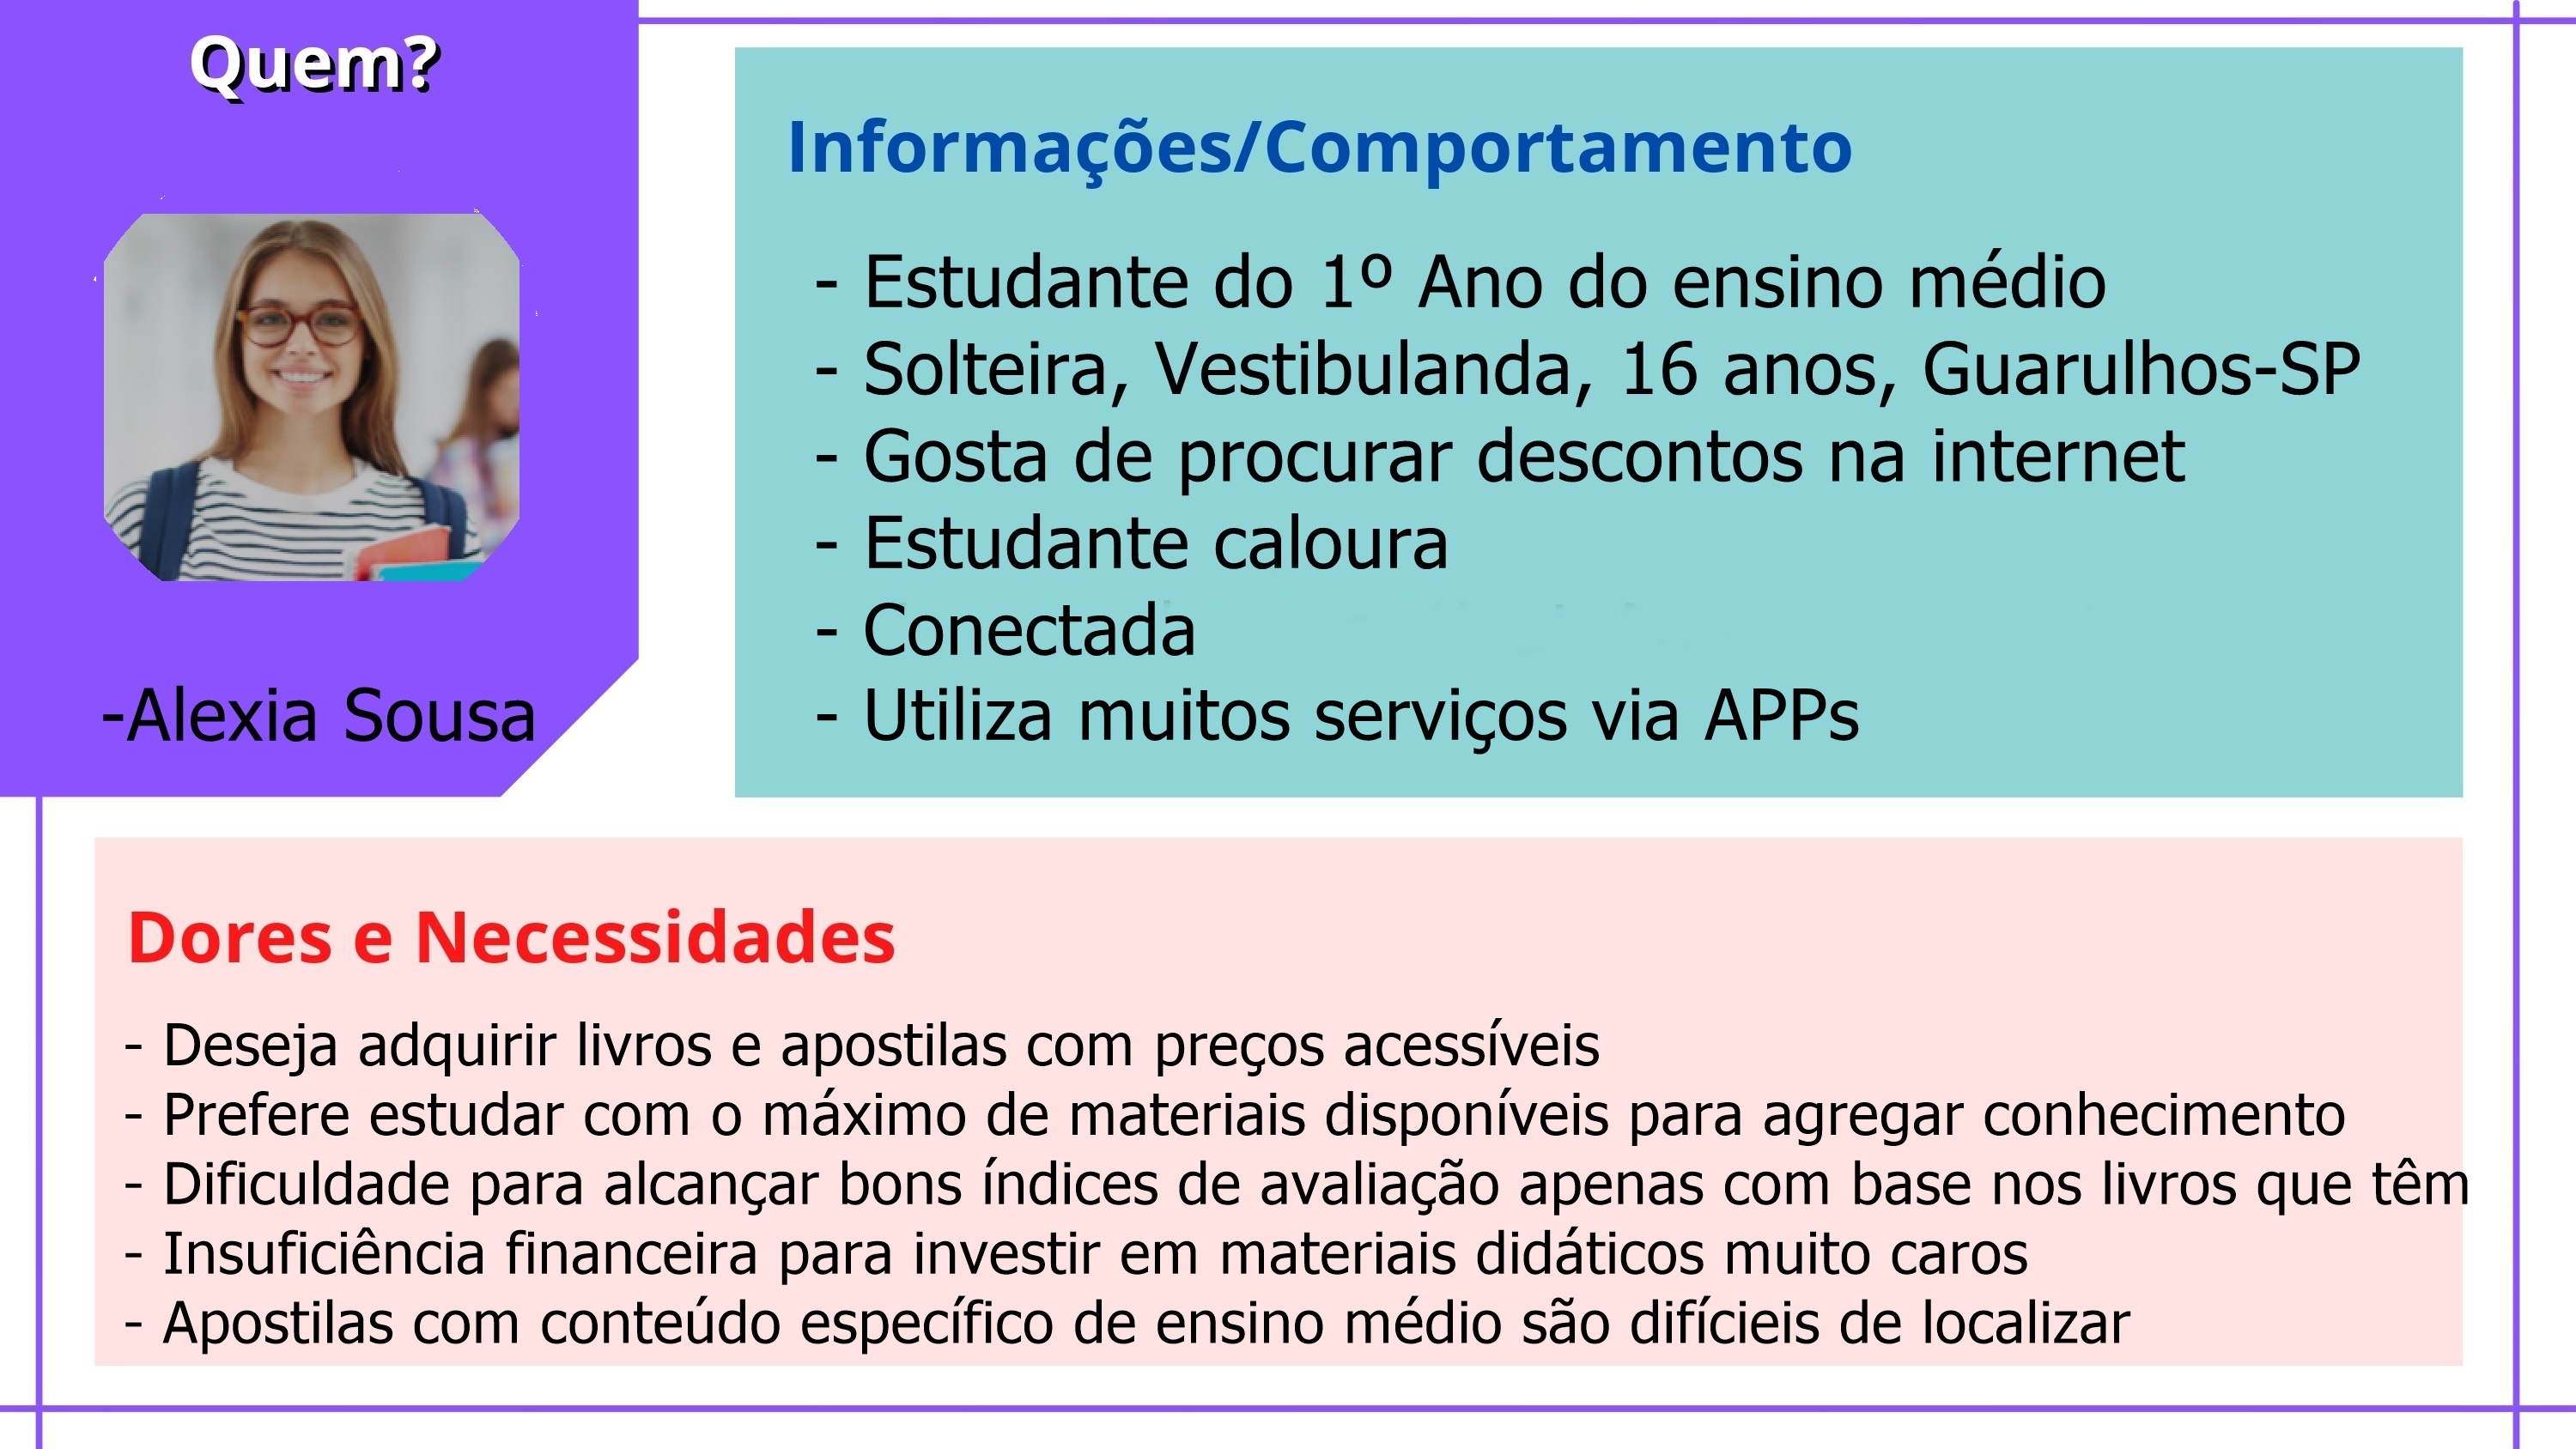 Quem?
-Alexia Sousa
Informações/Comportamento
- Estudante do 1º Ano do ensino médio
- Solteira, Vestibulanda, 16 anos, Guarulhos-SP
- Gosta de procurar descontos na internet
- Estudante caloura
- Conectada
- Utiliza muitos serviços via APPs
Dores e Necessidades
- Deseja adquirir livros e apostilas com preços acessíveis
- Prefere estudar com o máximo de materiais disponíveis para agregar conhecimento
- Dificuldade para alcançar bons índices de avaliação apenas com base nos livros que têm
- Insuficiência financeira para investir em materiais didáticos muito caros
- Apostilas com conteúdo específico de ensino médio são difícieis de localizar